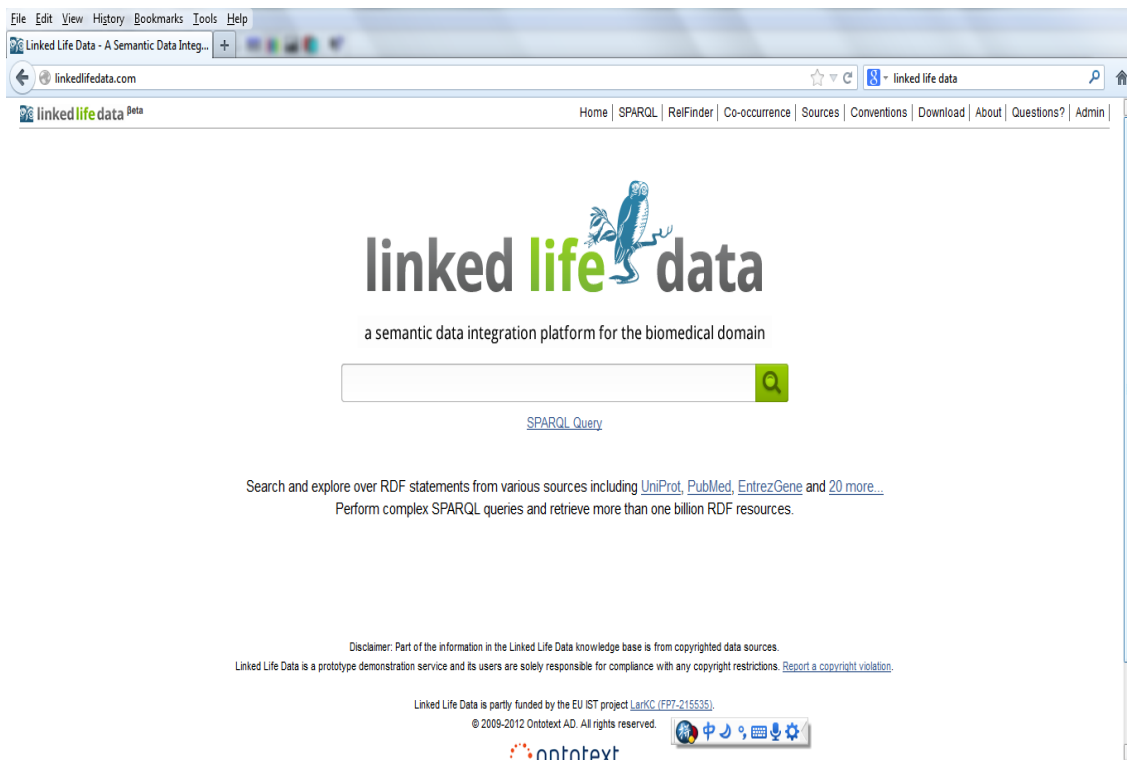 File Edit View History Bookmarks Tools Help
Linked Life Data - A Semantic Data Integ... +
linkedlifedata.com linked life data
linked life data Beta Home | SPARQL | RelFinder | Co-occurrence | Sources | Conventions | Download | About | Questions? | Admin |
linked life data
a semantic data integration platform for the biomedical domain
SPARQL Query
Search and explore over RDF statements from various sources including UniProt, PubMed, EntrezGene and 20 more...
Perform complex SPARQL queries and retrieve more than one billion RDF resources.
Disclaimer: Part of the information in the Linked Life Data knowledge base is from copyrighted data sources.
Linked Life Data is a prototype demonstration service and its users are solely responsible for compliance with any copyright restrictions. Report a copyright violation.
Linked Life Data is partly funded by the EU IST project LarKC (FP7-215535).
© 2009-2012 Ontotext AD. All rights reserved.
中
ontotext